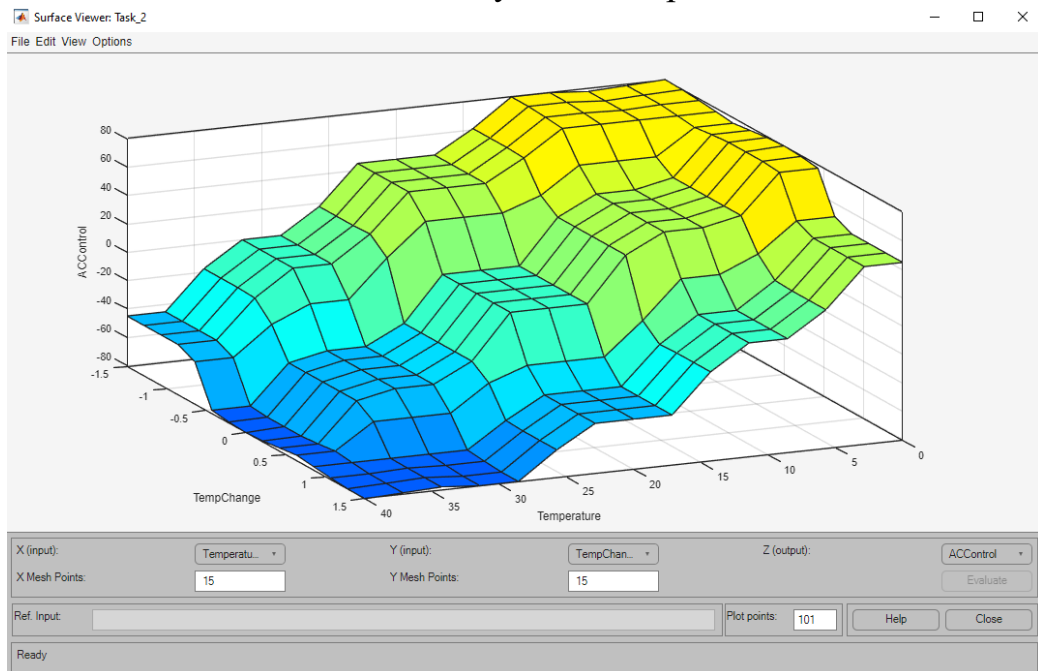 Surface Viewer: Task_2
File Edit View Options
80
60
40
20
0
-20
-40
-60
-80
ACControl
-1.5
-1
-0.5
0
0.5
1
1.5
TempChange
40
35
30
25
20
15
10
5
0
Temperature
X (input): Temperatu... Y (input): TempChan... Z (output): ACControl
X Mesh Points: 15 Y Mesh Points: 15 Evaluate
Ref. Input: Plot points: 101 Help Close
Ready